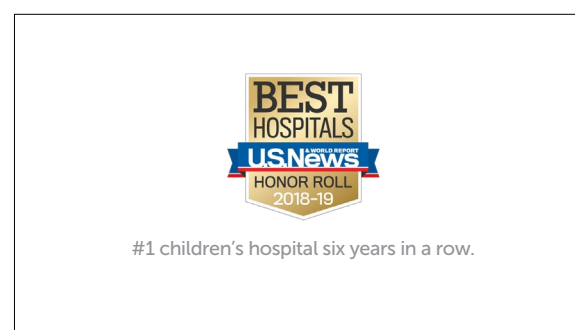 BEST
HOSPITALS
U.S.News
& WORLD REPORT
HONOR ROLL
2018-19
#1 children’s hospital six years in a row.